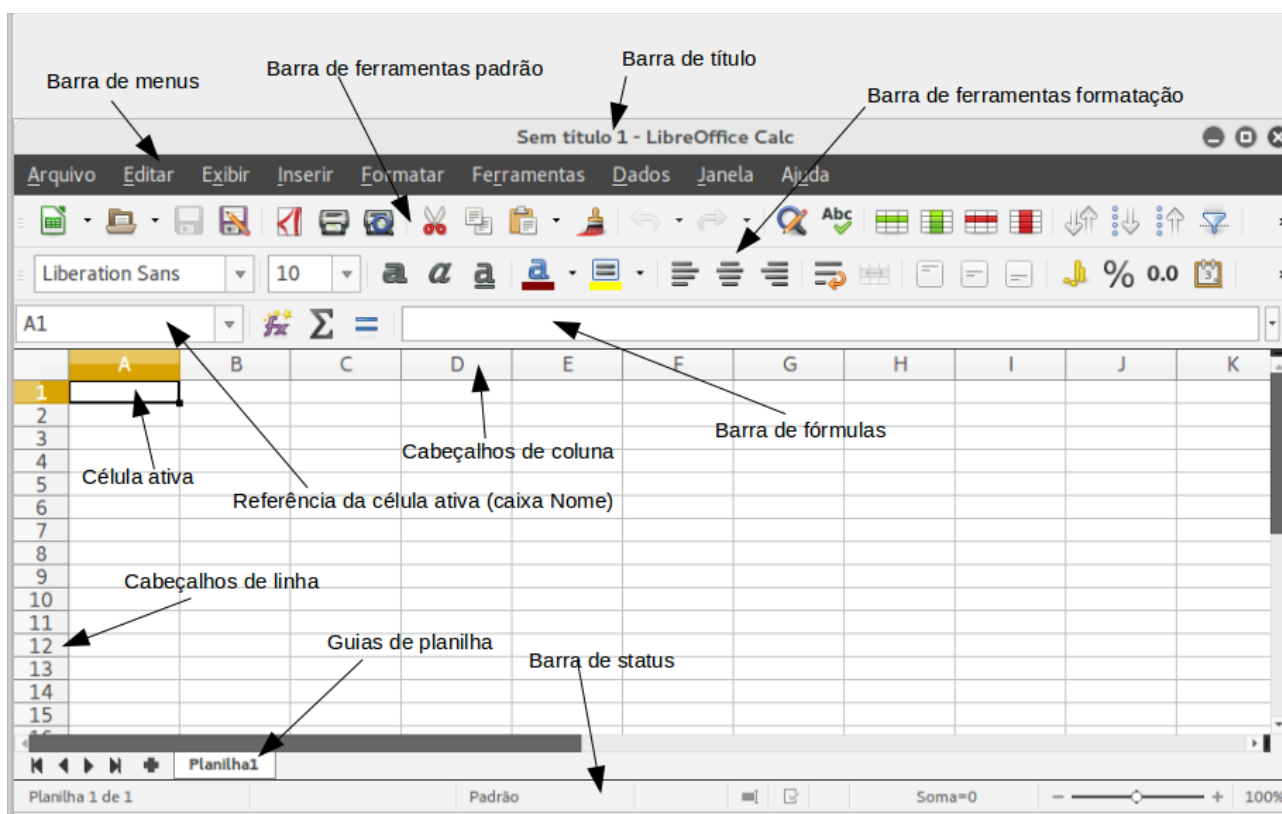 Barra de título
Barra de menus
Barra de ferramentas padrão
Barra de ferramentas formatação
Sem título 1 - LibreOffice Calc
Arquivo Editar Exibir Inserir Formatar Ferramentas Dados Janela Ajuda
Abc
Liberation Sans 10 a a a a % 0.0
A1 fx Σ =
A B C D E F G H I J K
1
2
3
Barra de fórmulas
4
Cabeçalhos de coluna
5
Célula ativa
6
Referência da célula ativa (caixa Nome)
7
8
9
Cabeçalhos de linha
10
11
12
Guias de planilha
13
Barra de status
14
15
16
Planilha1
Planilha 1 de 1 Padrão Soma=0 100%